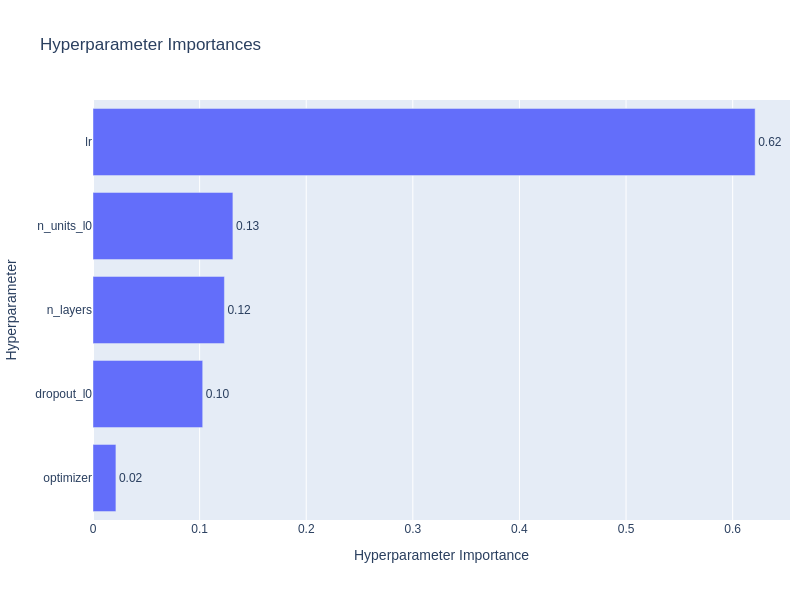 Hyperparameter Importances
lr
0.62
n_units_l0
0.13
n_layers
0.12
dropout_l0
0.10
optimizer
0.02
0
0.1
0.2
0.3
0.4
0.5
0.6
Hyperparameter Importance
Hyperparameter